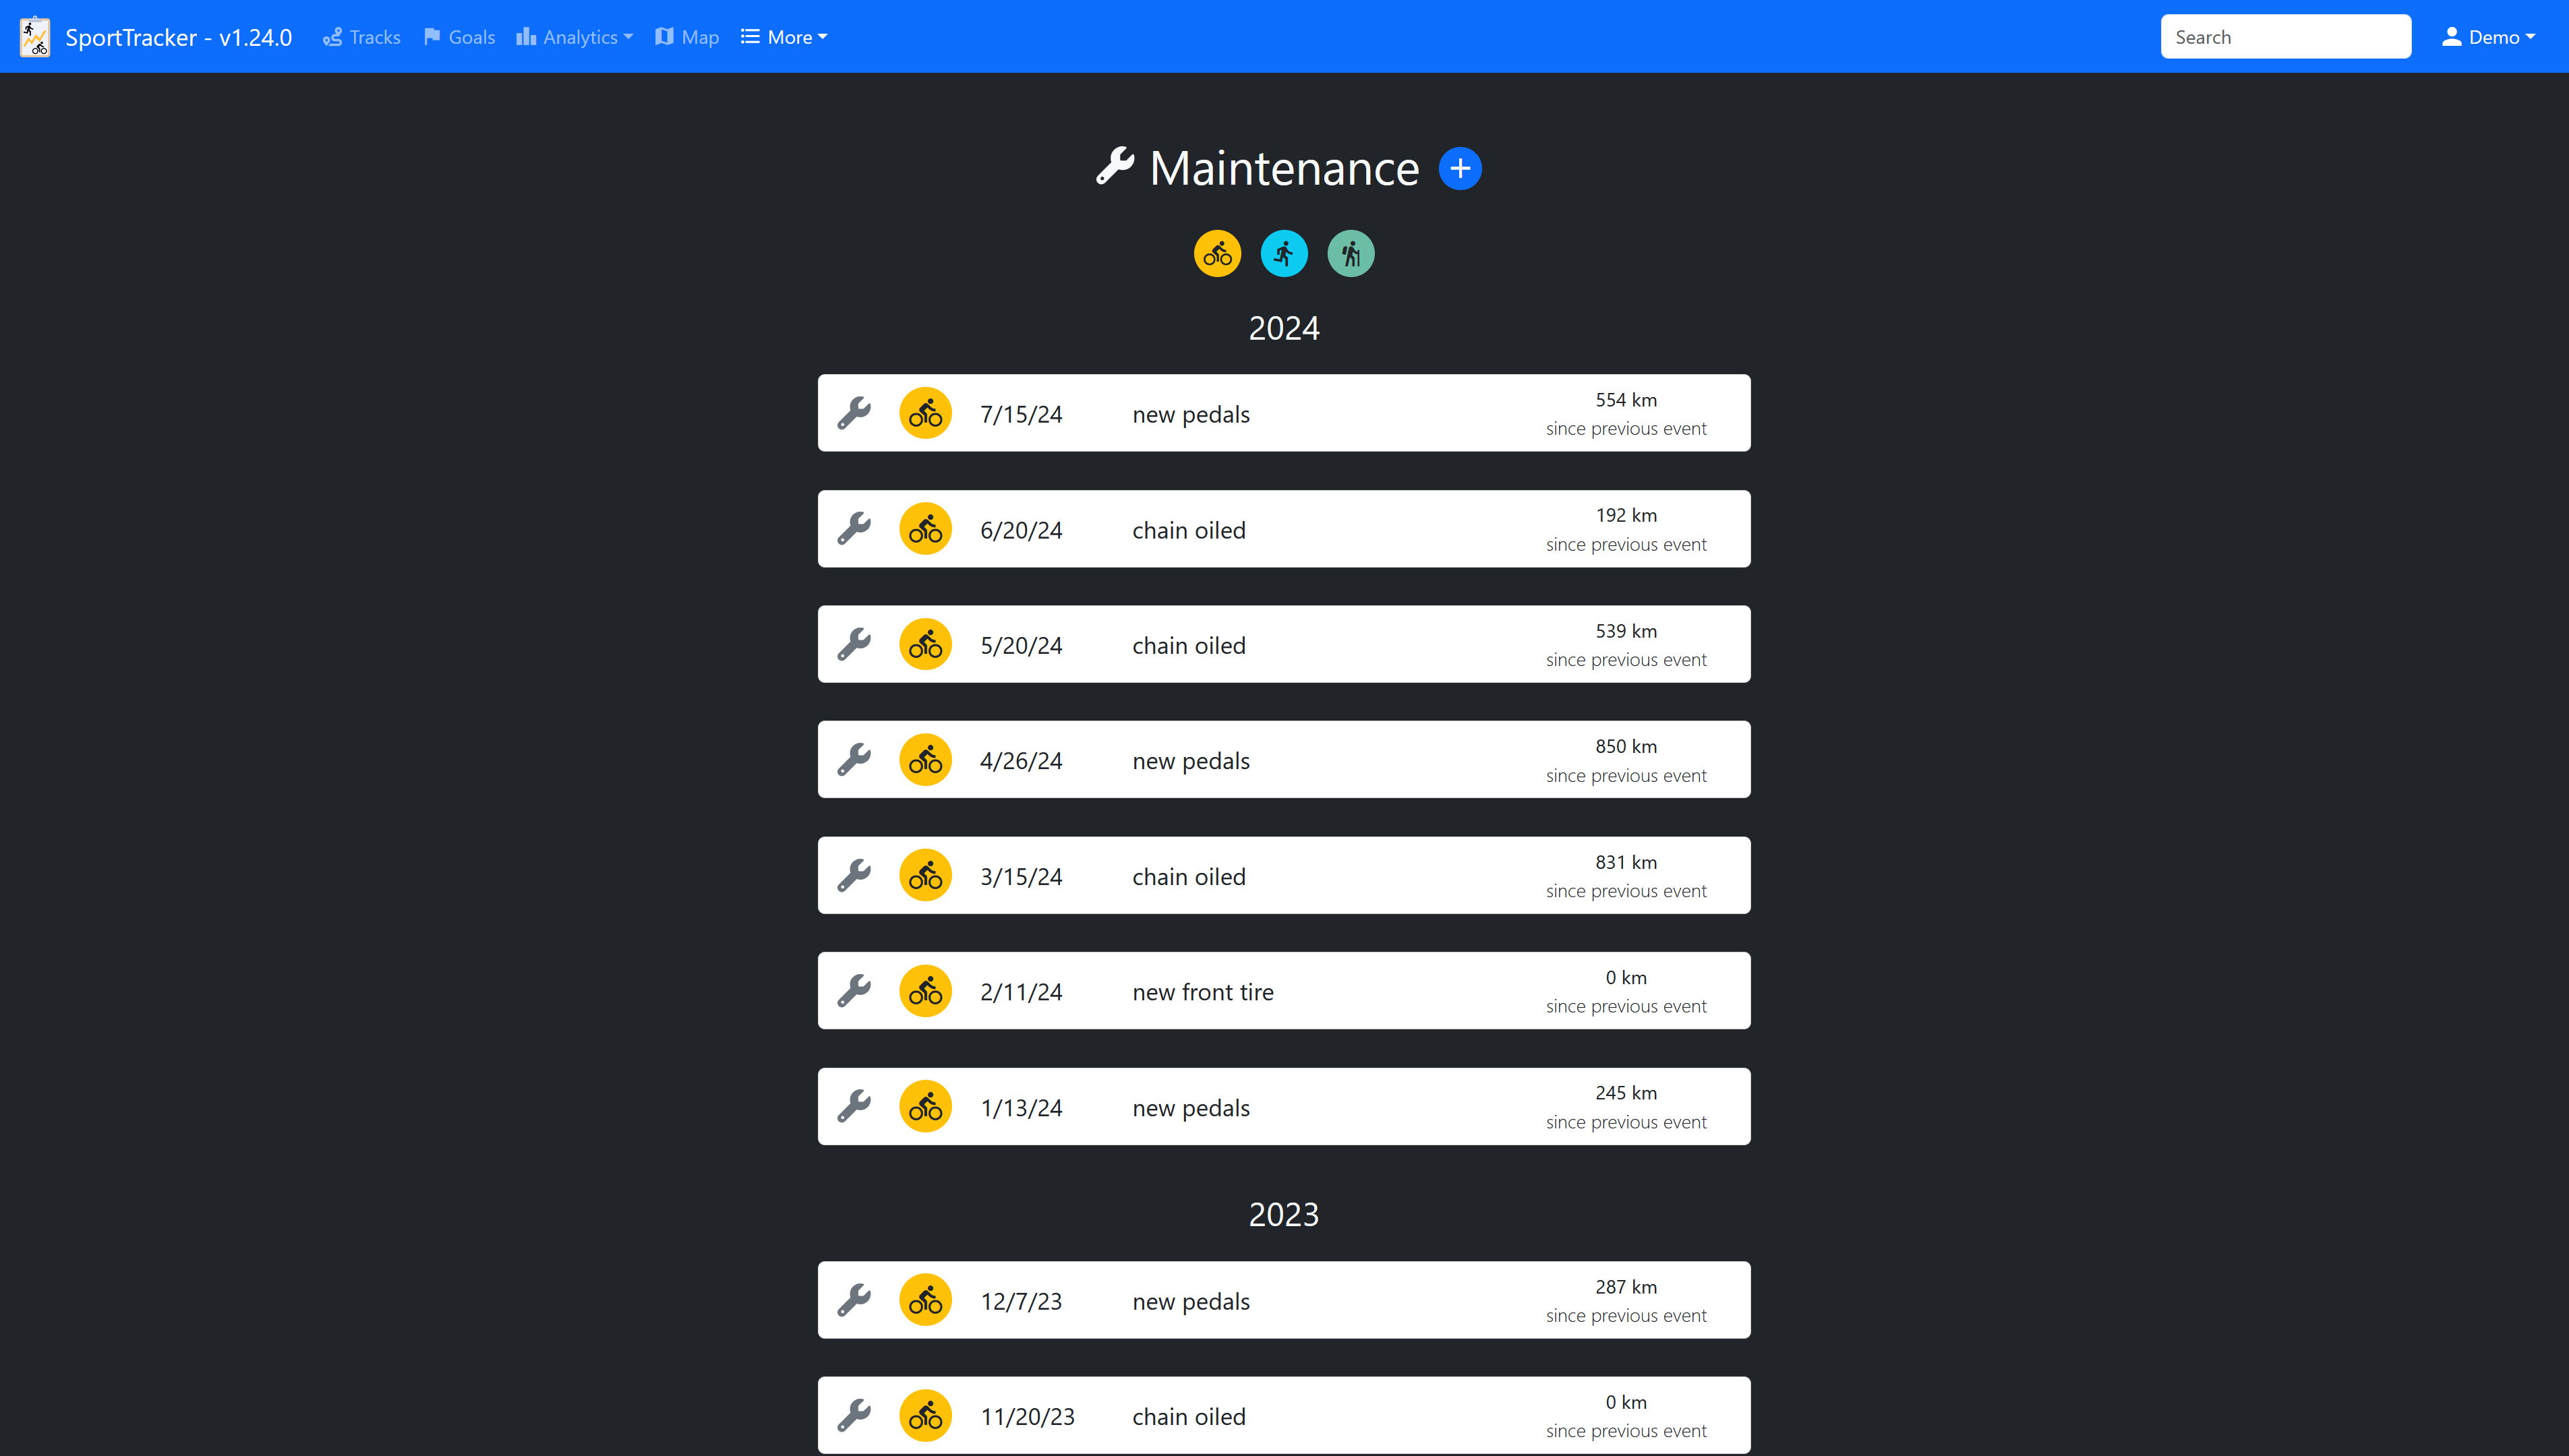 SportTracker - v1.24.0 Tracks Goals Analytics Map More Search Demo
Maintenance
2024
7/15/24 new pedals 554 km
since previous event
6/20/24 chain oiled 192 km
since previous event
5/20/24 chain oiled 539 km
since previous event
4/26/24 new pedals 850 km
since previous event
3/15/24 chain oiled 831 km
since previous event
2/11/24 new front tire 0 km
since previous event
1/13/24 new pedals 245 km
since previous event
2023
12/7/23 new pedals 287 km
since previous event
11/20/23 chain oiled 0 km
since previous event